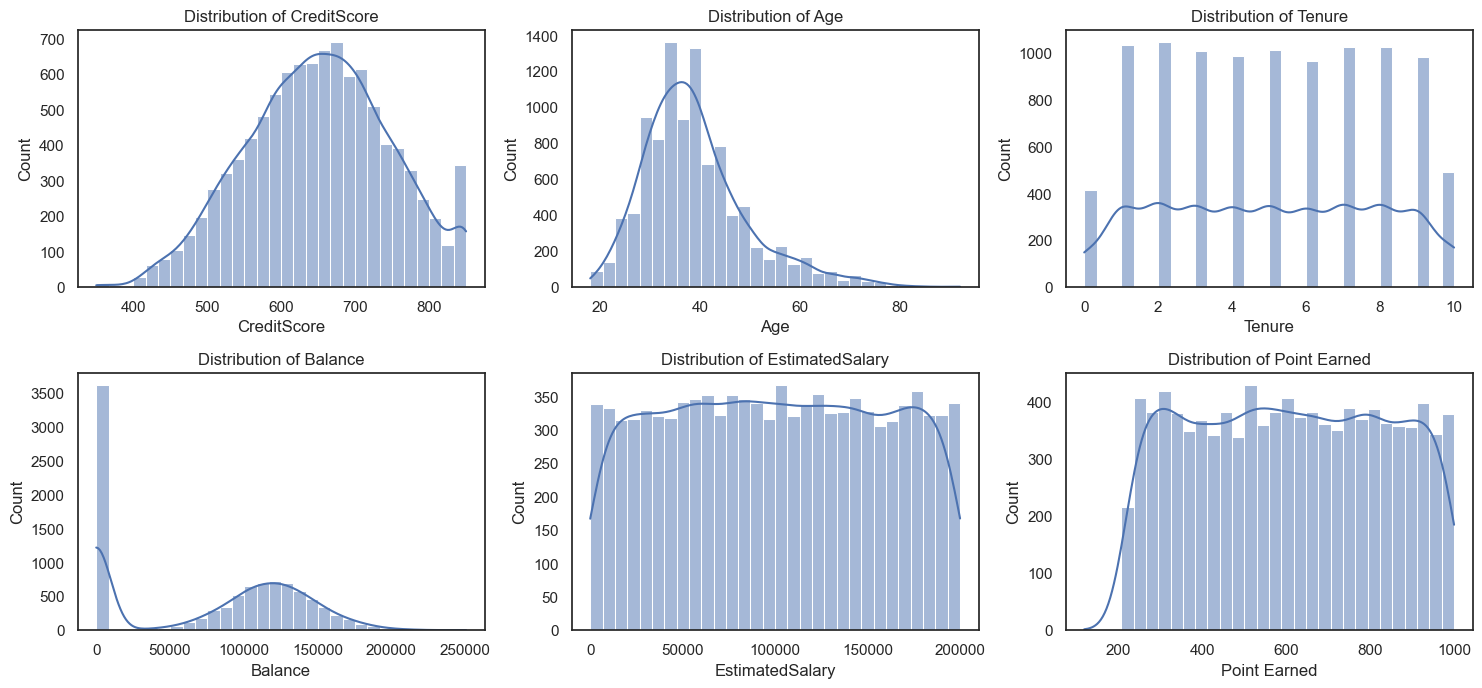 Distribution of CreditScore
Count
700
600
500
400
300
200
100
0
400 500 600 700 800
CreditScore
Distribution of Age
Count
1400
1200
1000
800
600
400
200
0
20 40 60 80
Age
Distribution of Tenure
Count
1000
800
600
400
200
0
0 2 4 6 8 10
Tenure
Distribution of Balance
Count
3500
3000
2500
2000
1500
1000
500
0
0 50000 100000 150000 200000 250000
Balance
Distribution of EstimatedSalary
Count
350
300
250
200
150
100
50
0
0 50000 100000 150000 200000
EstimatedSalary
Distribution of Point Earned
Count
400
300
200
100
0
200 400 600 800 1000
Point Earned